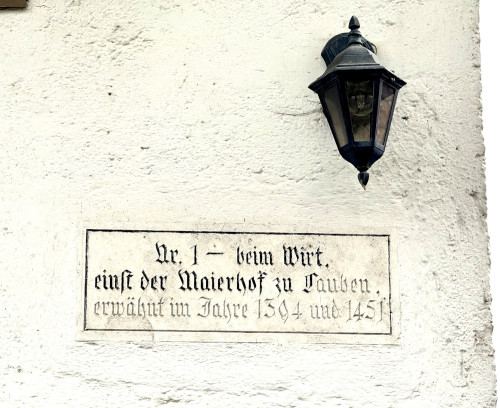 Nr. 1 – beim Wirt.
einst der Maierhof zu Lauben.
erwähnt im Jahre 1394 und 1451